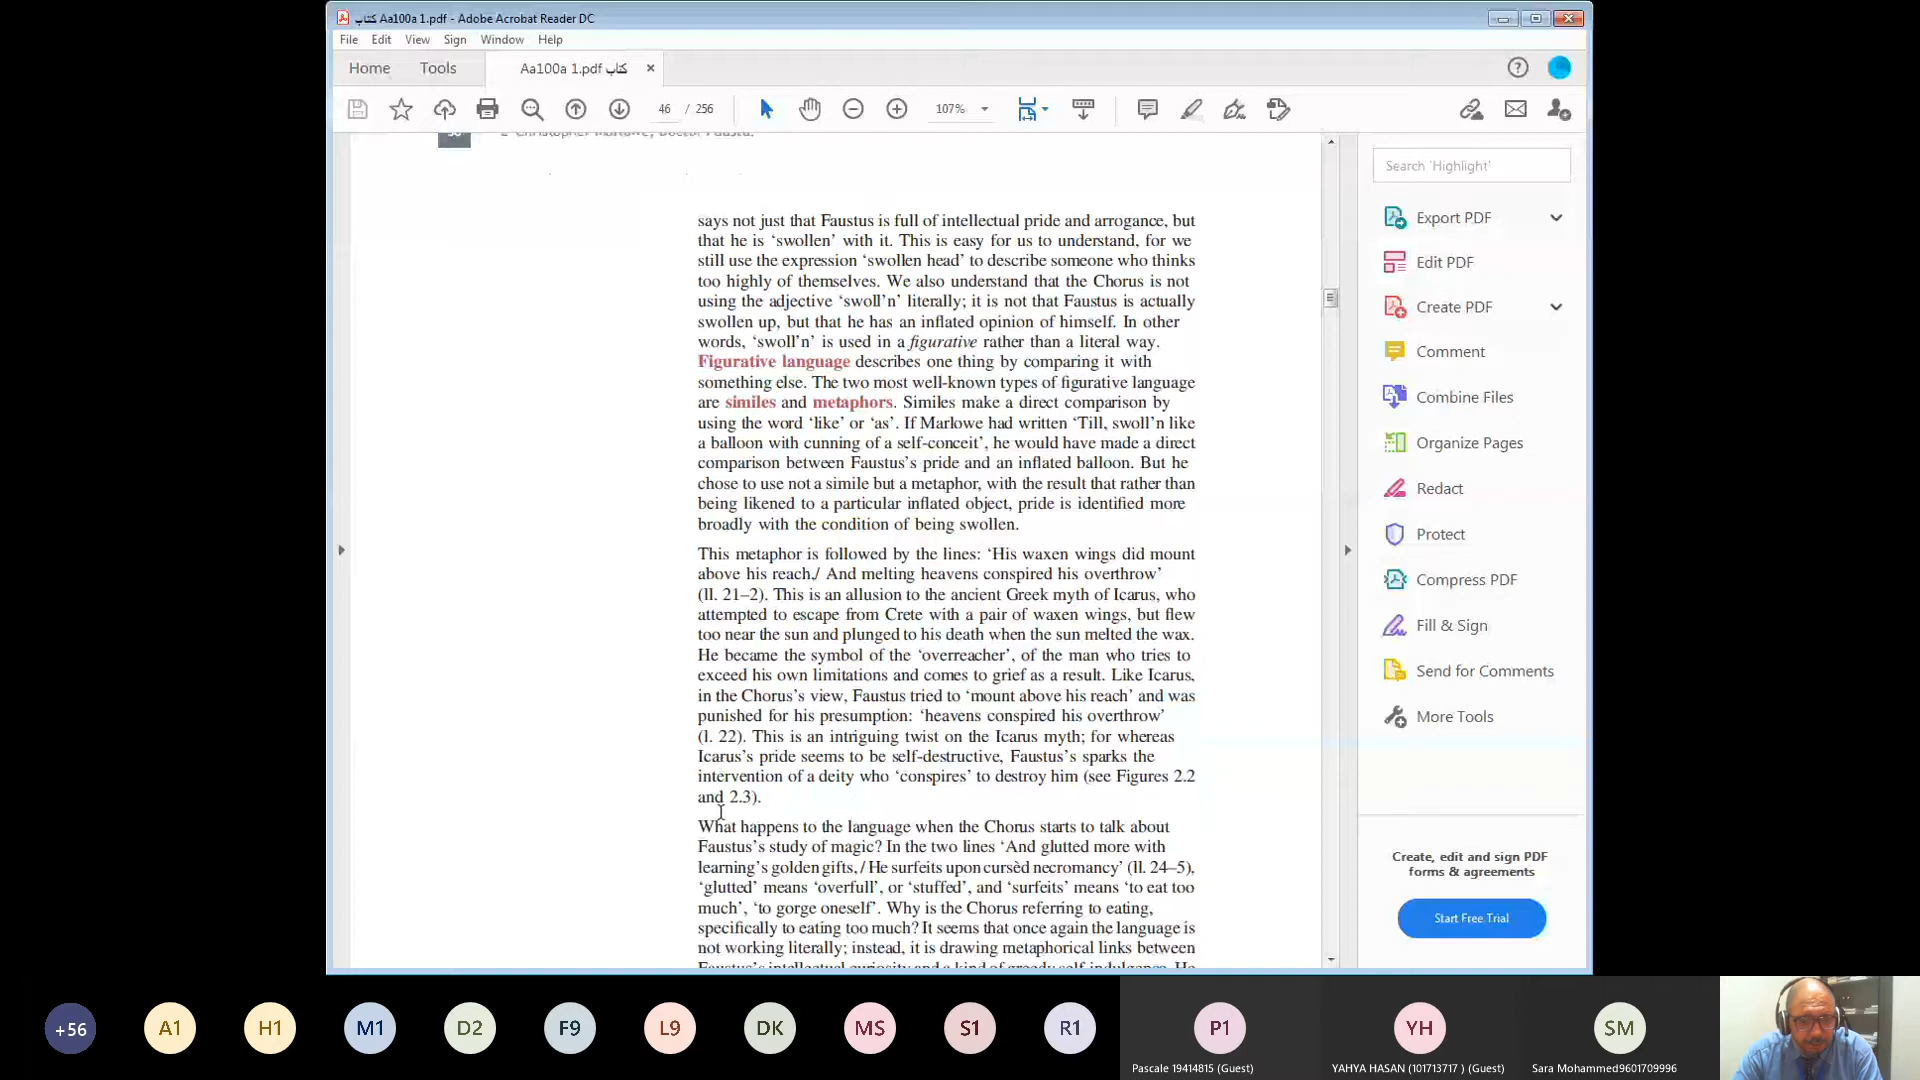 كتاب Aa100a 1.pdf - Adobe Acrobat Reader DC
File Edit View Sign Window Help
Home Tools Aa100a 1.pdf كتاب
46 / 256 107%
2 Christopher Marlowe, Doctor Faustus
says not just that Faustus is full of intellectual pride and arrogance, but
that he is ‘swollen’ with it. This is easy for us to understand, for we
still use the expression ‘swollen head’ to describe someone who thinks
too highly of themselves. We also understand that the Chorus is not
using the adjective ‘swoll’n’ literally; it is not that Faustus is actually
swollen up, but that he has an inflated opinion of himself. In other
words, ‘swoll’n’ is used in a figurative rather than a literal way.
Figurative language describes one thing by comparing it with
something else. The two most well-known types of figurative language
are similes and metaphors. Similes make a direct comparison by
using the word ‘like’ or ‘as’. If Marlowe had written ‘Till, swoll’n like
a balloon with cunning of a self-conceit’, he would have made a direct
comparison between Faustus’s pride and an inflated balloon. But he
chose to use not a simile but a metaphor, with the result that rather than
being likened to a particular inflated object, pride is identified more
broadly with the condition of being swollen.
This metaphor is followed by the lines: ‘His waxen wings did mount
above his reach,/ And melting heavens conspired his overthrow’
(ll. 21–2). This is an allusion to the ancient Greek myth of Icarus, who
attempted to escape from Crete with a pair of waxen wings, but flew
too near the sun and plunged to his death when the sun melted the wax.
He became the symbol of the ‘overreacher’, of the man who tries to
exceed his own limitations and comes to grief as a result. Like Icarus,
in the Chorus’s view, Faustus tried to ‘mount above his reach’ and was
punished for his presumption: ‘heavens conspired his overthrow’
(l. 22). This is an intriguing twist on the Icarus myth; for whereas
Icarus’s pride seems to be self-destructive, Faustus’s sparks the
intervention of a deity who ‘conspires’ to destroy him (see Figures 2.2
and 2.3).
What happens to the language when the Chorus starts to talk about
Faustus’s study of magic? In the two lines ‘And glutted more with
learning’s golden gifts, / He surfeits upon cursèd necromancy’ (ll. 24–5),
‘glutted’ means ‘overfull’, or ‘stuffed’, and ‘surfeits’ means ‘to eat too
much’, ‘to gorge oneself’. Why is the Chorus referring to eating,
specifically to eating too much? It seems that once again the language is
not working literally; instead, it is drawing metaphorical links between
Faustus’s intellectual curiosity and a kind of greedy self-indulgence. He
Search 'Highlight'
Export PDF
Edit PDF
Create PDF
Comment
Combine Files
Organize Pages
Redact
Protect
Compress PDF
Fill & Sign
Send for Comments
More Tools
Create, edit and sign PDF
forms & agreements
Start Free Trial
+56 A1 H1 M1 D2 F9 L9 DK MS S1 R1 P1 YH SM
Pascale 19414815 (Guest) YAHYA HASAN (101713717 ) (Guest) Sara Mohammed9601709996